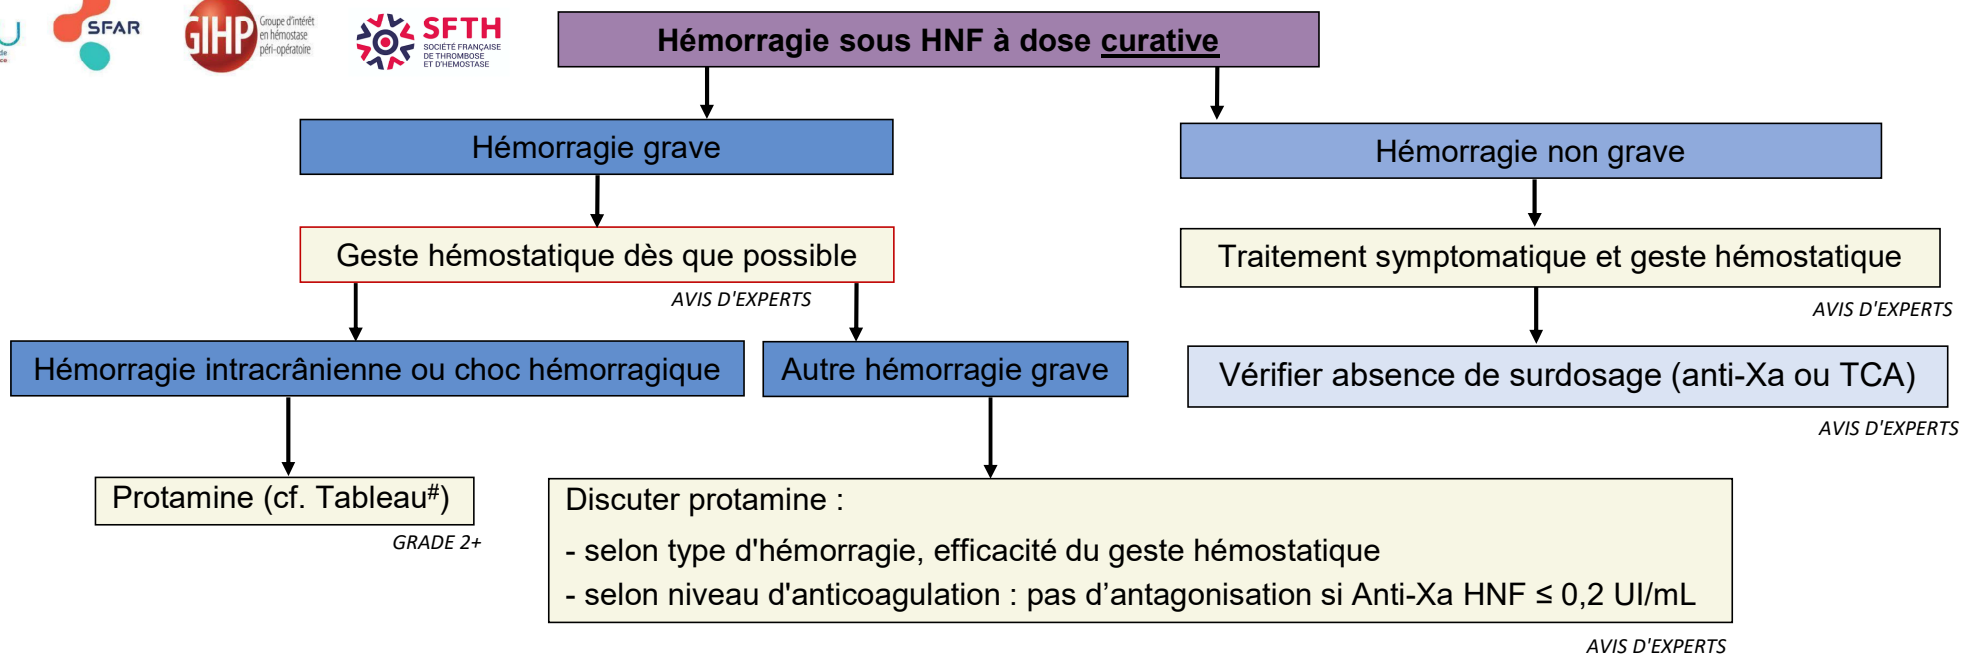 SFAR
GIHP
Groupe d'intérêt
en hémostase
péri-opératoire
SFTH
SOCIÉTÉ FRANÇAISE
DE THROMBOSE
ET D'HEMOSTASE
Hémorragie sous HNF à dose curative
Hémorragie grave
Hémorragie non grave
Geste hémostatique dès que possible
AVIS D'EXPERTS
Traitement symptomatique et geste hémostatique
AVIS D'EXPERTS
Hémorragie intracrânienne ou choc hémorragique
Autre hémorragie grave
Vérifier absence de surdosage (anti-Xa ou TCA)
AVIS D'EXPERTS
Protamine (cf. Tableau#)
GRADE 2+
Discuter protamine :
- selon type d'hémorragie, efficacité du geste hémostatique
- selon niveau d'anticoagulation : pas d’antagonisation si Anti-Xa HNF ≤ 0,2 UI/mL
AVIS D'EXPERTS